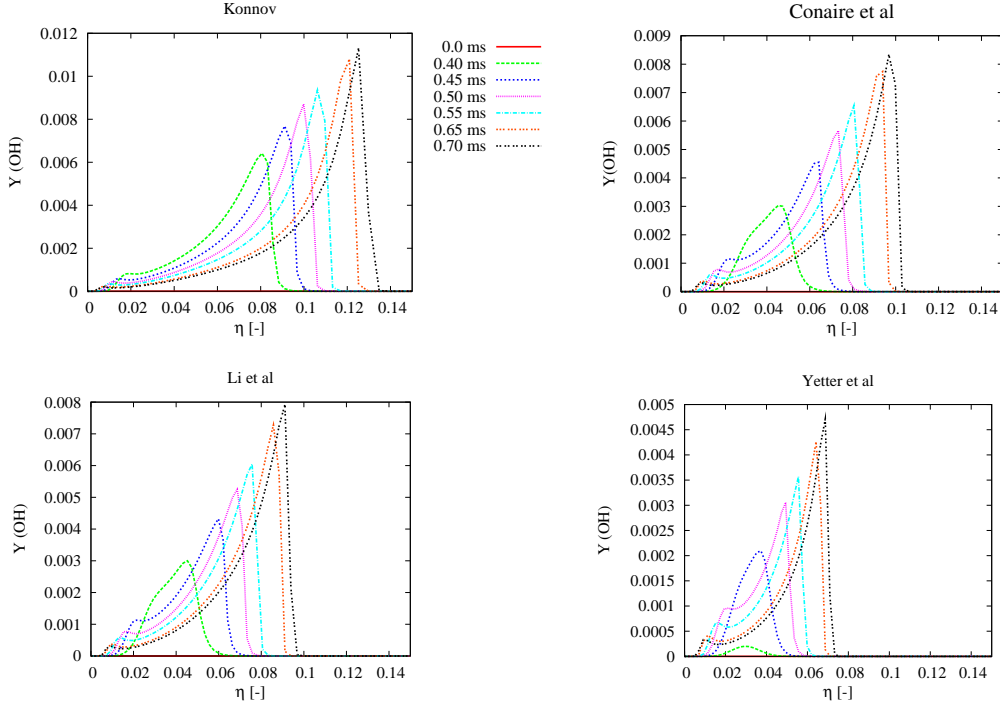 Konnov
0.012
0.01
0.008
0.006
0.004
0.002
0
Y (OH)
0 0.02 0.04 0.06 0.08 0.1 0.12 0.14
η [-]
0.0 ms
0.40 ms
0.45 ms
0.50 ms
0.55 ms
0.65 ms
0.70 ms
Conaire et al
0.009
0.008
0.007
0.006
0.005
0.004
0.003
0.002
0.001
0
Y(OH)
0 0.02 0.04 0.06 0.08 0.1 0.12 0.14
η [-]
Li et al
0.008
0.007
0.006
0.005
0.004
0.003
0.002
0.001
0
Y (OH)
0 0.02 0.04 0.06 0.08 0.1 0.12 0.14
η [-]
Yetter et al
0.005
0.0045
0.004
0.0035
0.003
0.0025
0.002
0.0015
0.001
0.0005
0
Y (OH)
0 0.02 0.04 0.06 0.08 0.1 0.12 0.14
η [-]